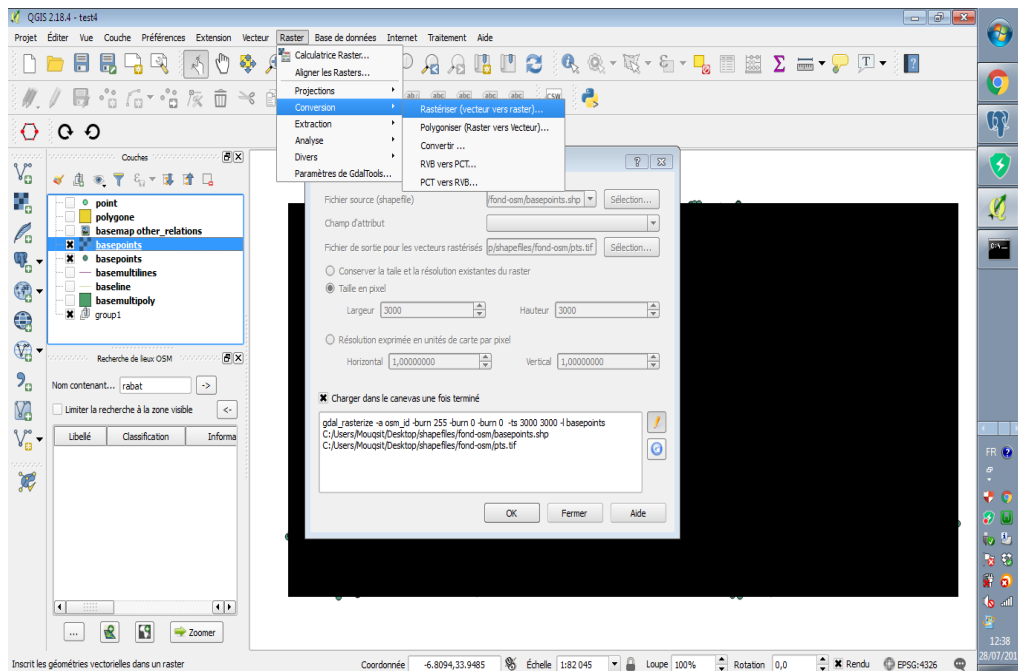 QGIS 2.18.4 - test4
Projet Éditer Vue Couche Préférences Extension Vecteur Raster Base de données Internet Traitement Aide
Calculatrice Raster...
Aligner les Rasters...
Projections
Conversion
Extraction
Analyse
Divers
Paramètres de GdalTools...
Rastériser (vecteur vers raster)...
Polygoniser (Raster vers Vecteur)...
Convertir ...
RVB vers PCT...
PCT vers RVB...
abc abc abc abc CSW
Couches
point
polygone
basemap other_relations
basepoints
basepoints
basemultilines
baseline
basemultipoly
group1
Recherche de lieux OSM
Nom contenant... rabat ->
Limiter la recherche à la zone visible <-
Libellé Classification Informa
... Zoomer
Fichier source (shapefile) /fond-osm/basepoints.shp Sélection...
Champ d'attribut
Fichier de sortie pour les vecteurs rastérisés p/shapefiles/fond-osm/pts.tif Sélection...
Conserver la taille et la résolution existantes du raster
Taille en pixel
Largeur 3000 Hauteur 3000
Résolution exprimée en unités de carte par pixel
Horizontal 1,00000000 Vertical 1,00000000
Charger dans le canevas une fois terminé
gdal_rasterize -a osm_id -burn 255 -burn 0 -burn 0 -ts 3000 3000 -l basepoints
C:/Users/Mouqsit/Desktop/shapefiles/fond-osm/basepoints.shp
C:/Users/Mouqsit/Desktop/shapefiles/fond-osm/pts.tif
OK Fermer Aide
Inscrit les géométries vectorielles dans un raster
Coordonnée -6.8094,33.9485 Échelle 1:82 045 Loupe 100% Rotation 0,0 Rendu EPSG:4326
FR
12:38
28/07/201